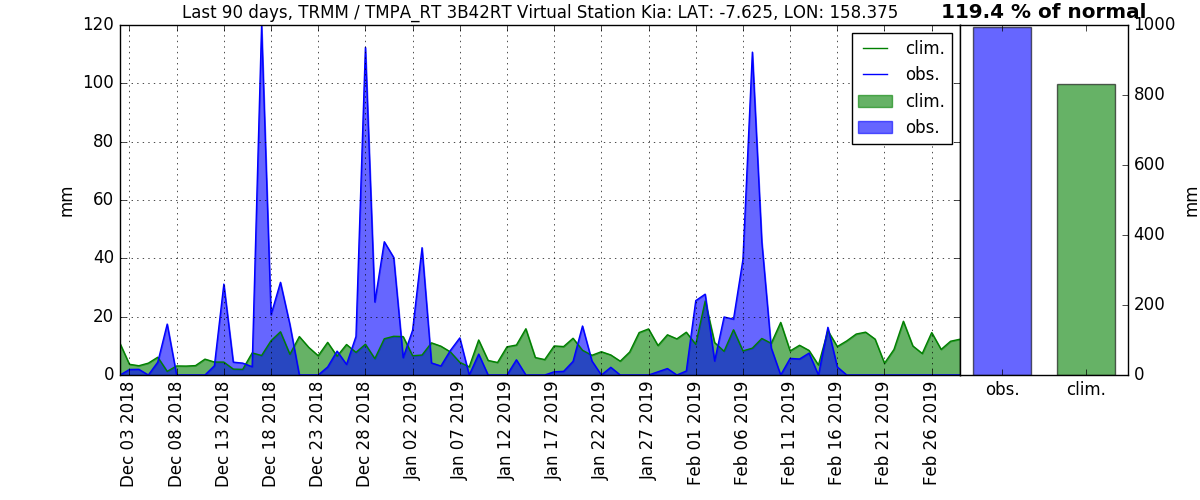 Last 90 days, TRMM / TMPA_RT 3B42RT Virtual Station Kia: LAT: -7.625, LON: 158.375
119.4 % of normal
120
100
80
60
40
20
0
mm
clim.
obs.
clim.
obs.
Dec 03 2018
Dec 08 2018
Dec 13 2018
Dec 18 2018
Dec 23 2018
Dec 28 2018
Jan 02 2019
Jan 07 2019
Jan 12 2019
Jan 17 2019
Jan 22 2019
Jan 27 2019
Feb 01 2019
Feb 06 2019
Feb 11 2019
Feb 16 2019
Feb 21 2019
Feb 26 2019
1000
800
600
400
200
0
mm
obs.
clim.